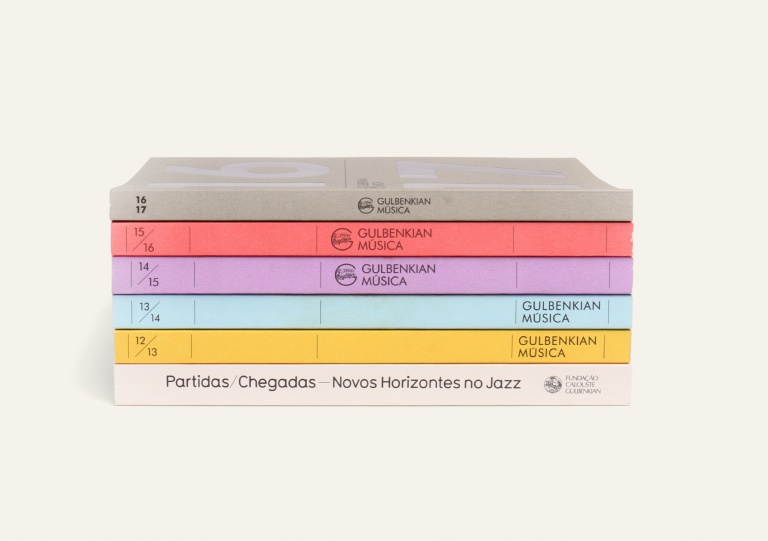 16
17
GULBENKIAN
MÚSICA
15/16
GULBENKIAN
MÚSICA
14/15
GULBENKIAN
MÚSICA
13/14
GULBENKIAN
MÚSICA
12/13
GULBENKIAN
MÚSICA
Partidas/Chegadas — Novos Horizontes no Jazz
FUNDAÇÃO
CALOUSTE
GULBENKIAN